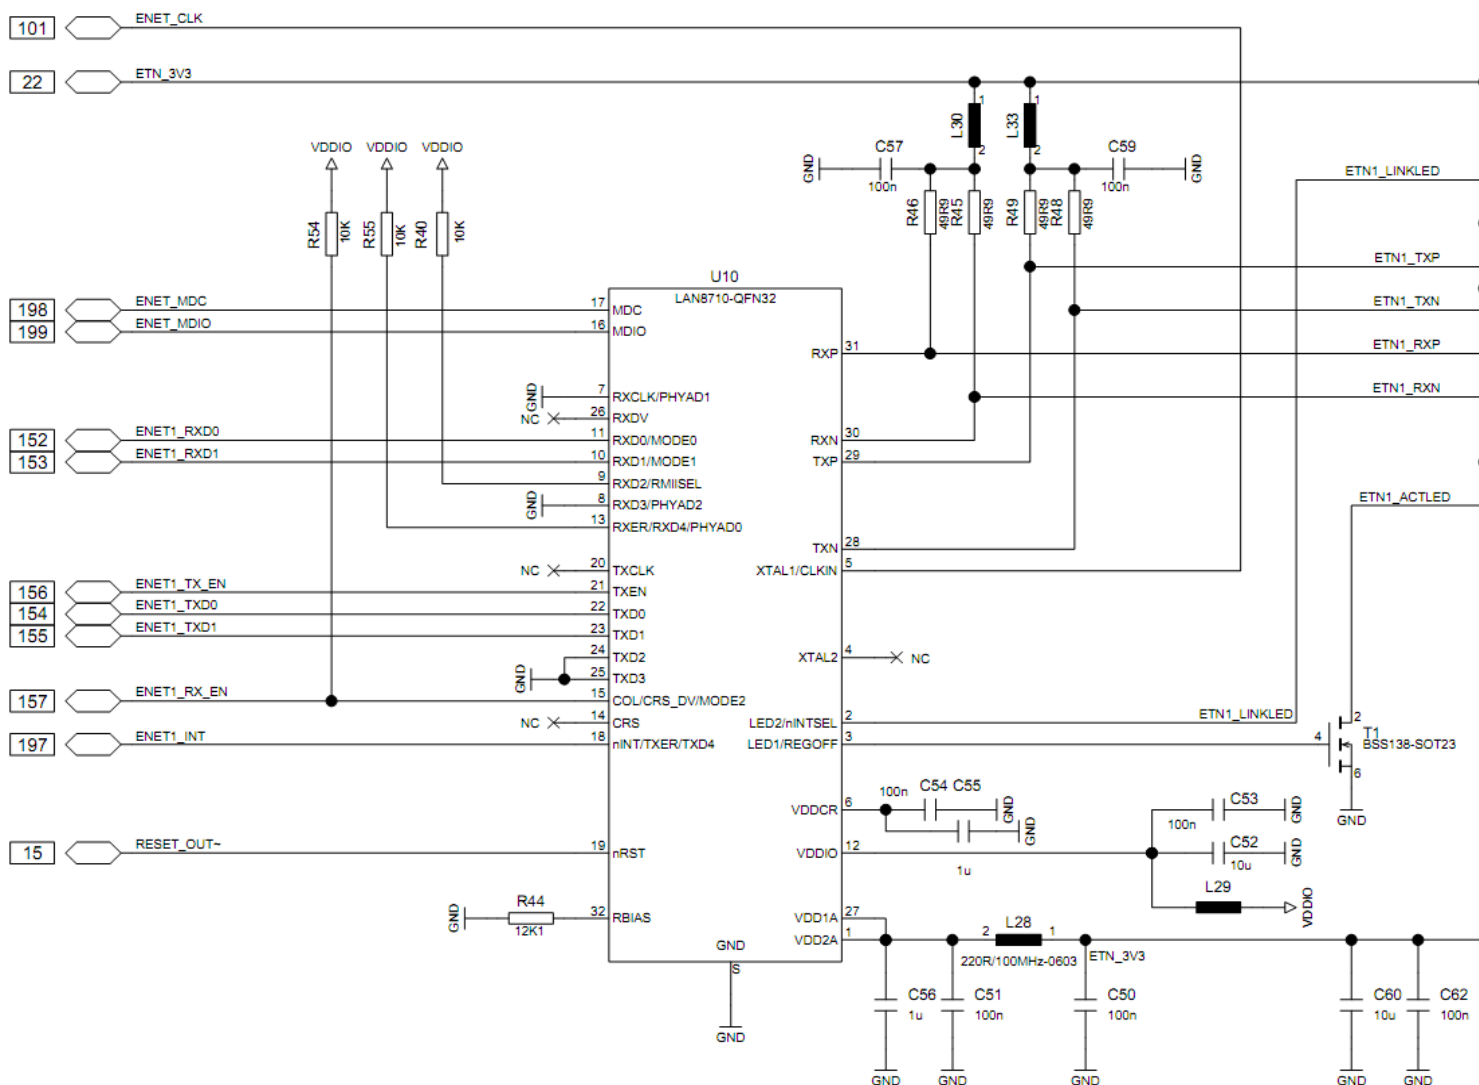 101 ENET_CLK
22 ETN_3V3
VDDIO VDDIO VDDIO
R54 10K R55 10K R40 10K
1 L30 2 1 L33 2
GND C57 100n C59 100n GND
R46 49R9 R45 49R9 R49 49R9 R48 49R9
ETN1_LINKLED
ETN1_TXP
ETN1_TXN
ETN1_RXP
ETN1_RXN
ETN1_ACTLED
U10
LAN8710-QFN32
198 ENET_MDC 17 MDC
199 ENET_MDIO 16 MDIO
RXP 31
GND 7 RXCLK/PHYAD1
NC 26 RXDV
152 ENET1_RXD0 11 RXD0/MODE0 RXN 30
153 ENET1_RXD1 10 RXD1/MODE1 TXP 29
9 RXD2/RMIISEL
GND 8 RXD3/PHYAD2
13 RXER/RXD4/PHYAD0
TXN 28
NC 20 TXCLK XTAL1/CLKIN 5
156 ENET1_TX_EN 21 TXEN
154 ENET1_TXD0 22 TXD0
155 ENET1_TXD1 23 TXD1
24 TXD2 XTAL2 4 NC
GND 25 TXD3
157 ENET1_RX_EN 15 COL/CRS_DV/MODE2
NC 14 CRS LED2/nINTSEL 2 ETN1_LINKLED
197 ENET1_INT 18 nINT/TXER/TXD4 LED1/REGOFF 3
4 2 T1
BSS138-SOT23
6
GND
VDDCR 6 100n C54 C55 GND
1u GND
C53 100n GND
15 RESET_OUT~ 19 nRST VDDIO 12 C52 10u GND
L29 VDDIO
GND R44 12K1 32 RBIAS VDD1A 27
VDD2A 1 2 L28 1
220R/100MHz-0603 ETN_3V3
GND
S
GND
C56 1u C51 100n C50 100n C60 10u C62 100n
GND GND GND GND GND